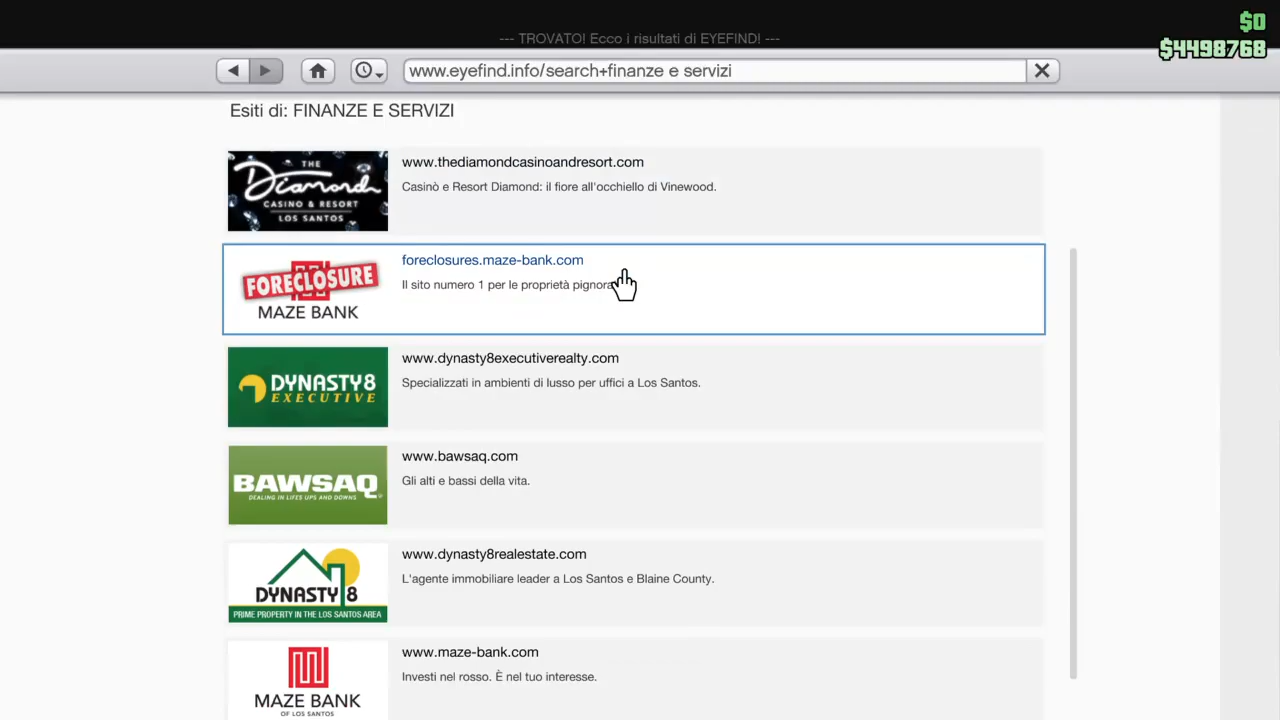 $0
--- TROVATO! Ecco i risultati di EYEFIND! ---
$4498768
www.eyefind.info/search+finanze e servizi
Esiti di: FINANZE E SERVIZI
THE
Diamond
CASINO & RESORT
LOS SANTOS
www.thediamondcasinoandresort.com
Casinò e Resort Diamond: il fiore all'occhiello di Vinewood.
FORECLOSURE
MAZE BANK
foreclosures.maze-bank.com
Il sito numero 1 per le proprietà pignora
DYNASTY8
EXECUTIVE
www.dynasty8executiverealty.com
Specializzati in ambienti di lusso per uffici a Los Santos.
BAWSAQ
DEALING IN LIFES UPS AND DOWNS
www.bawsaq.com
Gli alti e bassi della vita.
DYNASTY 8
PRIME PROPERTY IN THE LOS SANTOS AREA
www.dynasty8realestate.com
L'agente immobiliare leader a Los Santos e Blaine County.
MAZE BANK
OF LOS SANTOS
www.maze-bank.com
Investi nel rosso. È nel tuo interesse.